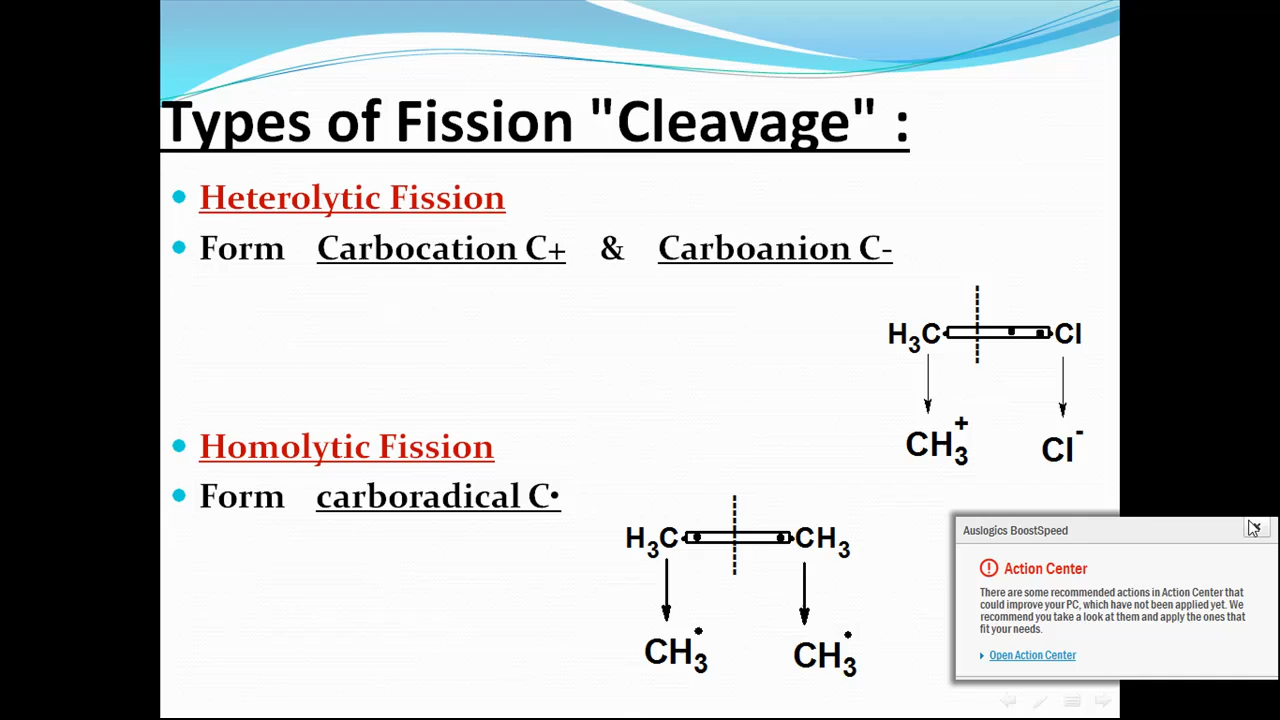 Types of Fission "Cleavage" :
Heterolytic Fission
Form Carbocation C+ & Carboanion C-
H3C Cl
CH3+ Cl-
Homolytic Fission
Form carboradical C•
H3C CH3
CH3• CH3•
Auslogics BoostSpeed
Action Center
There are some recommended actions in Action Center that
could improve your PC, which have not been applied yet. We
recommend you take a look at them and apply the ones that
fit your needs.
Open Action Center